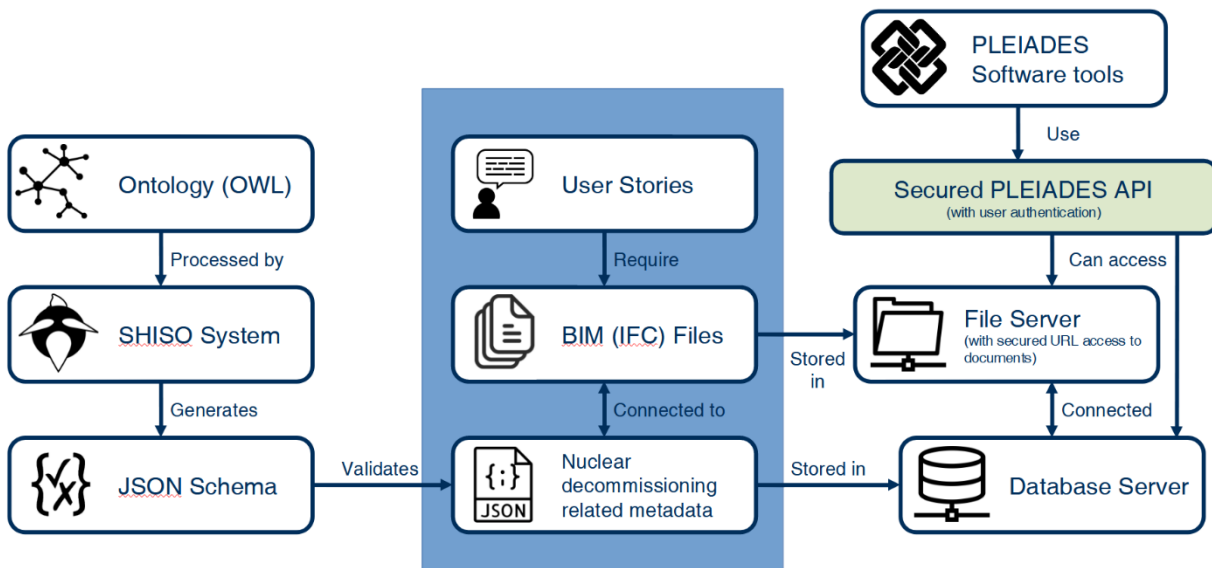 PLEIADES
Software tools
Use
Ontology (OWL)
User Stories
Secured PLEIADES API
(with user authentication)
Processed by
Require
Can access
SHISO System
BIM (IFC) Files
File Server
(with secured URL access to
documents)
Stored
in
Generates
Connected to
Connected
JSON Schema
Validates
{;}
JSON
Nuclear
decommissioning
related metadata
Stored in
Database Server